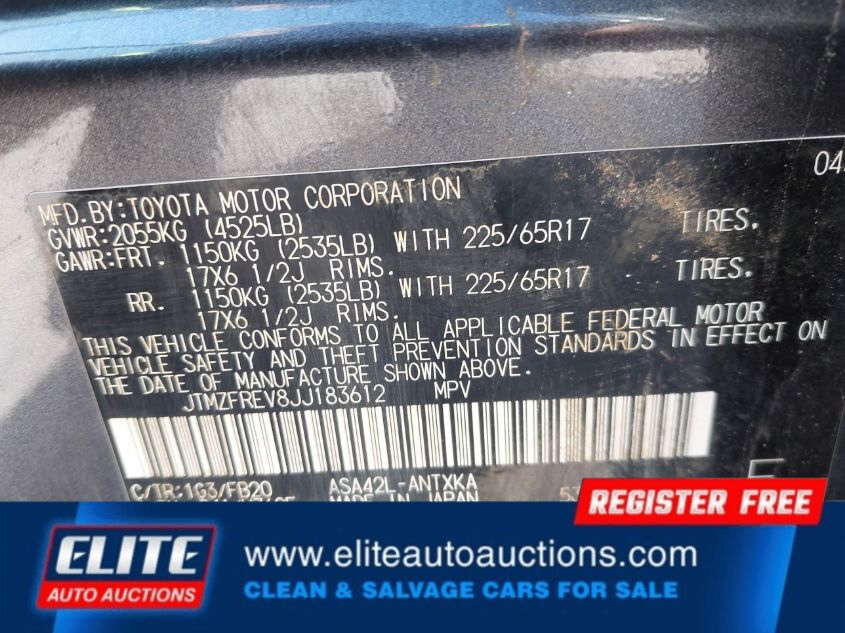 04
MFD.BY:TOYOTA MOTOR CORPORATION
GVWR:2055KG (4525LB)
GAWR:FRT. 1150KG (2535LB) WITH 225/65R17 TIRES.
17X6 1/2J RIMS.
RR. 1150KG (2535LB) WITH 225/65R17 TIRES.
17X6 1/2J RIMS.
THIS VEHICLE CONFORMS TO ALL APPLICABLE FEDERAL MOTOR
VEHICLE SAFETY AND THEFT PREVENTION STANDARDS IN EFFECT ON
THE DATE OF MANUFACTURE SHOWN ABOVE.
JTMZFREV8JJ183612 MPV
C/TR:1G3/FB20 ASA42L-ANTXKA
MADE IN JAPAN
REGISTER FREE
ELITE
AUTO AUCTIONS
www.eliteautoauctions.com
CLEAN & SALVAGE CARS FOR SALE